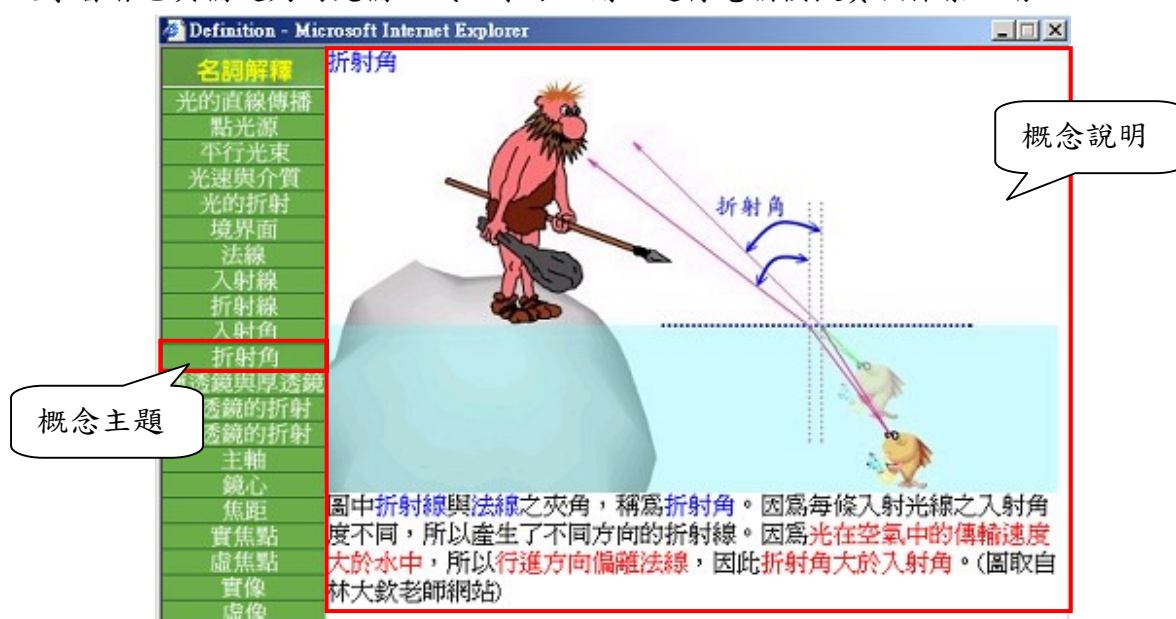 Definition - Microsoft Internet Explorer
名詞解釋
光的直線傳播
點光源
平行光束
光速與介質
光的折射
境界面
法線
入射線
折射線
入射角
折射角
透鏡與厚透鏡
透鏡的折射
透鏡的折射
主軸
鏡心
焦距
實焦點
虛焦點
實像
虛像
概念主題
折射角
折射角
概念說明
圖中折射線與法線之夾角，稱為折射角。因為每條入射光線之入射角
度不同，所以產生了不同方向的折射線。因為光在空氣中的傳輸速度
大於水中，所以行進方向偏離法線，因此折射角大於入射角。(圖取自
林大欽老師網站)